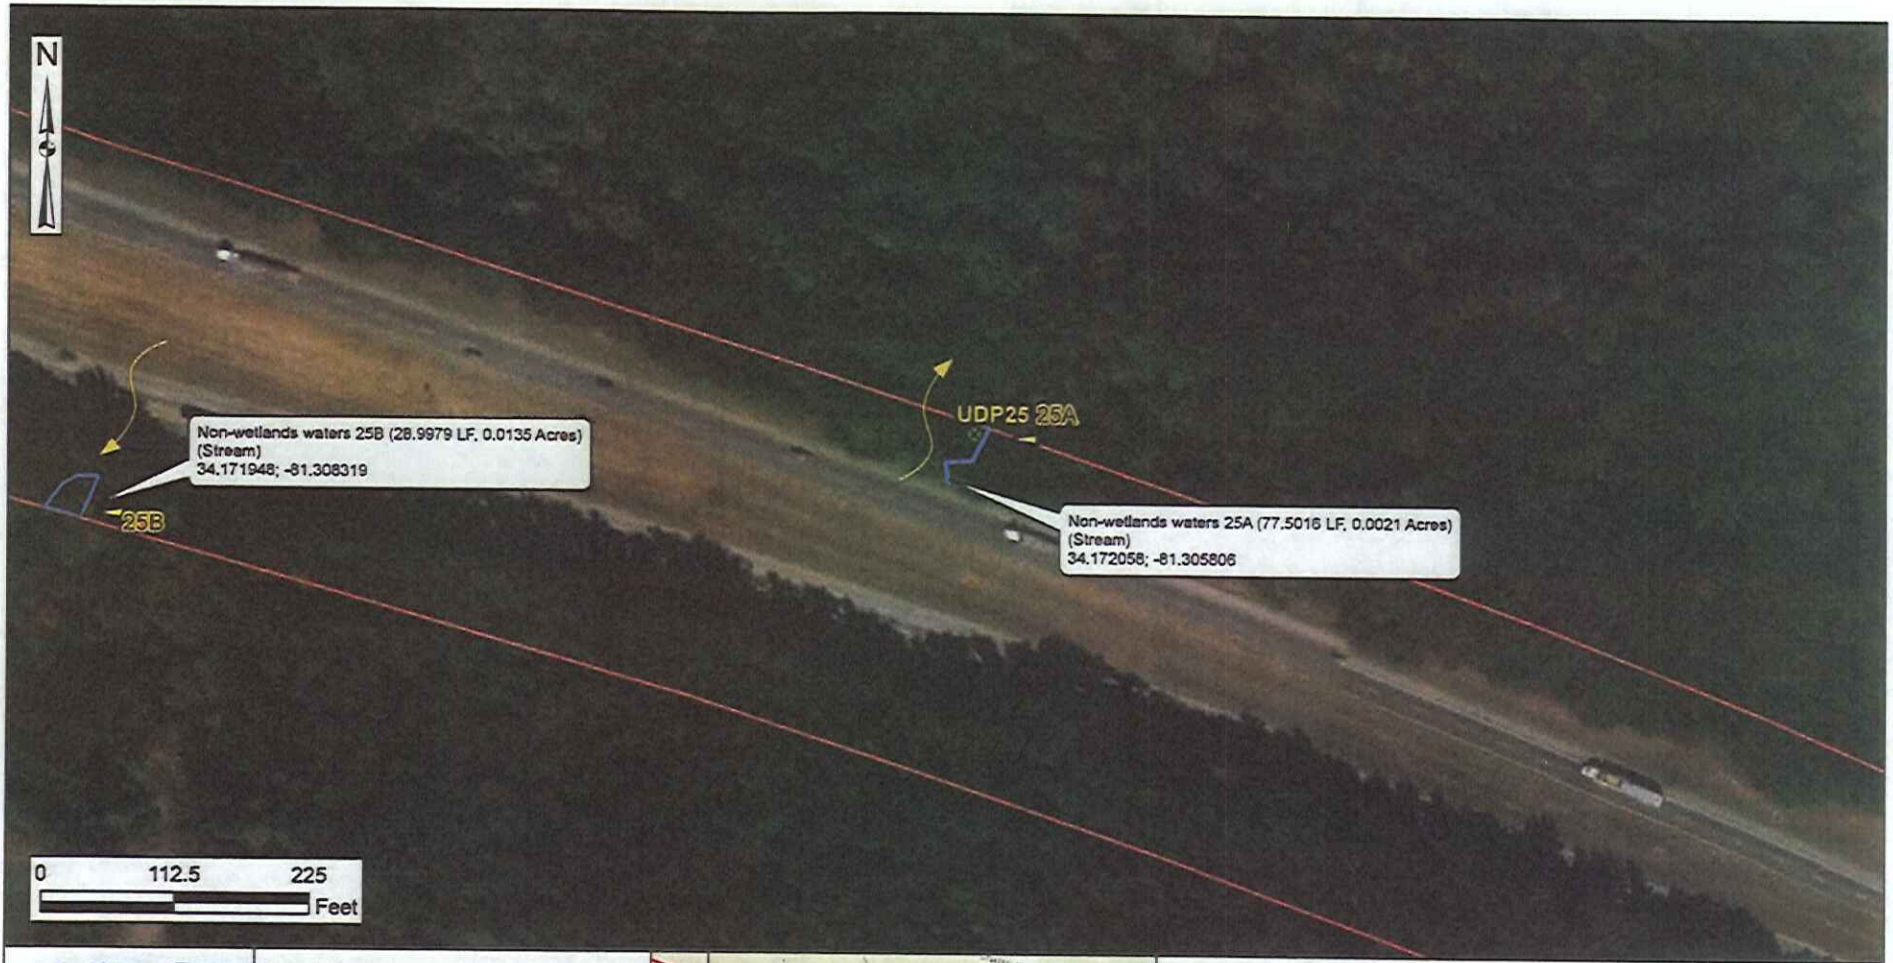 N
UDP25 25A
Non-wetlands waters 25B (28.9979 LF, 0.0135 Acres)
(Stream)
34.171948; -81.308319
25B
Non-wetlands waters 25A (77.5016 LF, 0.0021 Acres)
(Stream)
34.172058; -81.305806
0 112.5 225
Feet